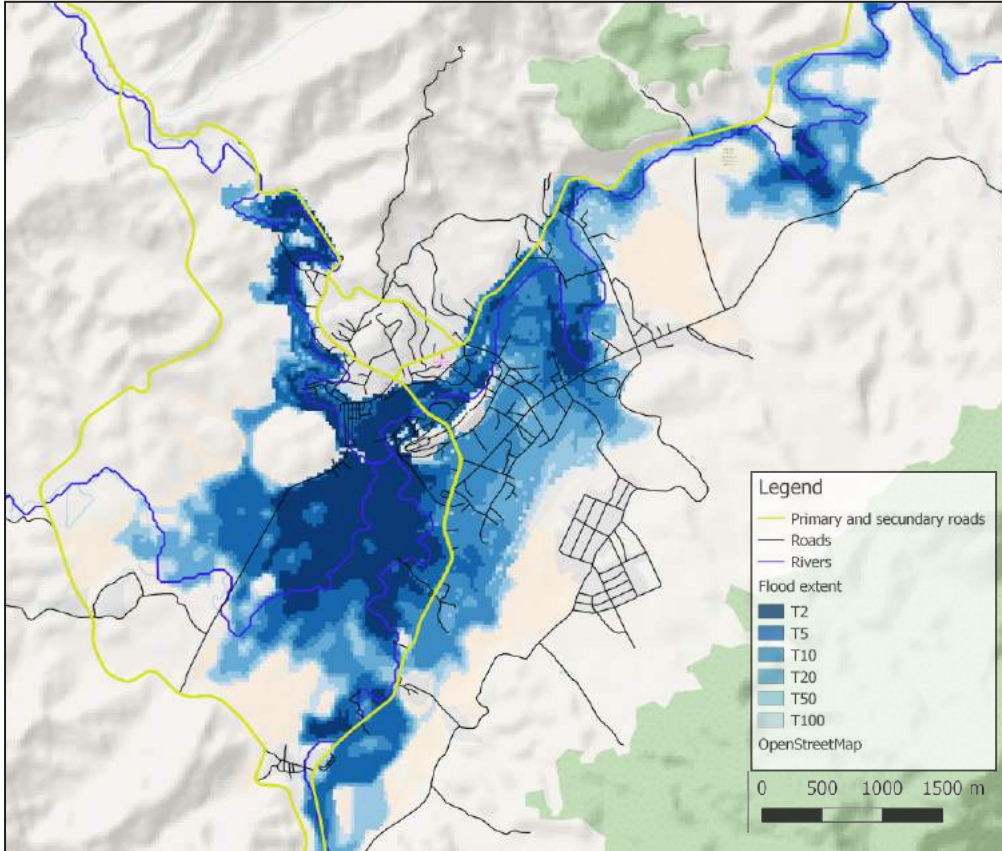 Legend
Primary and secundary roads
Roads
Rivers
Flood extent
T2
T5
T10
T20
T50
T100
OpenStreetMap
0 500 1000 1500 m